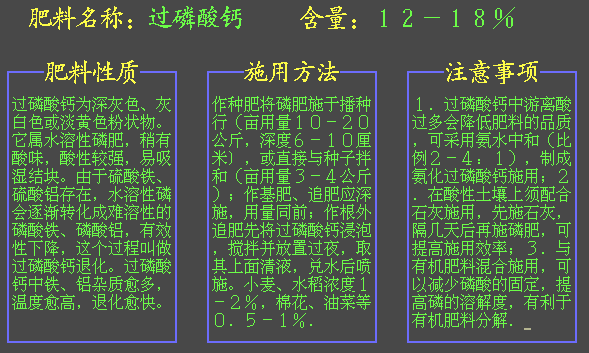 肥料名称：过磷酸钙　含量：１２－１８％
肥料性质
过磷酸钙为深灰色、灰
白色或淡黄色粉状物。
它属水溶性磷肥，稍有
酸味，酸性较强，易吸
湿结块。由于硫酸铁、
硫酸铝存在，水溶性磷
会逐渐转化成难溶性的
磷酸铁、磷酸铝，有效
性下降，这个过程叫做
过磷酸钙退化。过磷酸
钙中铁、铝杂质愈多，
温度愈高，退化愈快。
施用方法
作种肥将磷肥施于播种
行（亩用量１０－２０
公斤，深度６－１０厘
米〕，或直接与种子拌
和（亩用量３－４公斤
）；作基肥、追肥应深
施，用量同前；作根外
追肥先将过磷酸钙浸泡
，搅拌并放置过夜，取
其上面清液，兑水后喷
施。小麦、水稻浓度１
－２％，棉花、油菜等
０．５－１％．
注意事项
１．过磷酸钙中游离酸
过多会降低肥料的品质
，可采用氨水中和（比
例２－４：１），制成
氨化过磷酸钙施用；２
．在酸性土壤上须配合
石灰施用，先施石灰，
隔几天后再施磷肥，可
提高施用效率；３．与
有机肥料混合施用，可
以减少磷酸的固定，提
高磷的溶解度，有利于
有机肥料分解．_